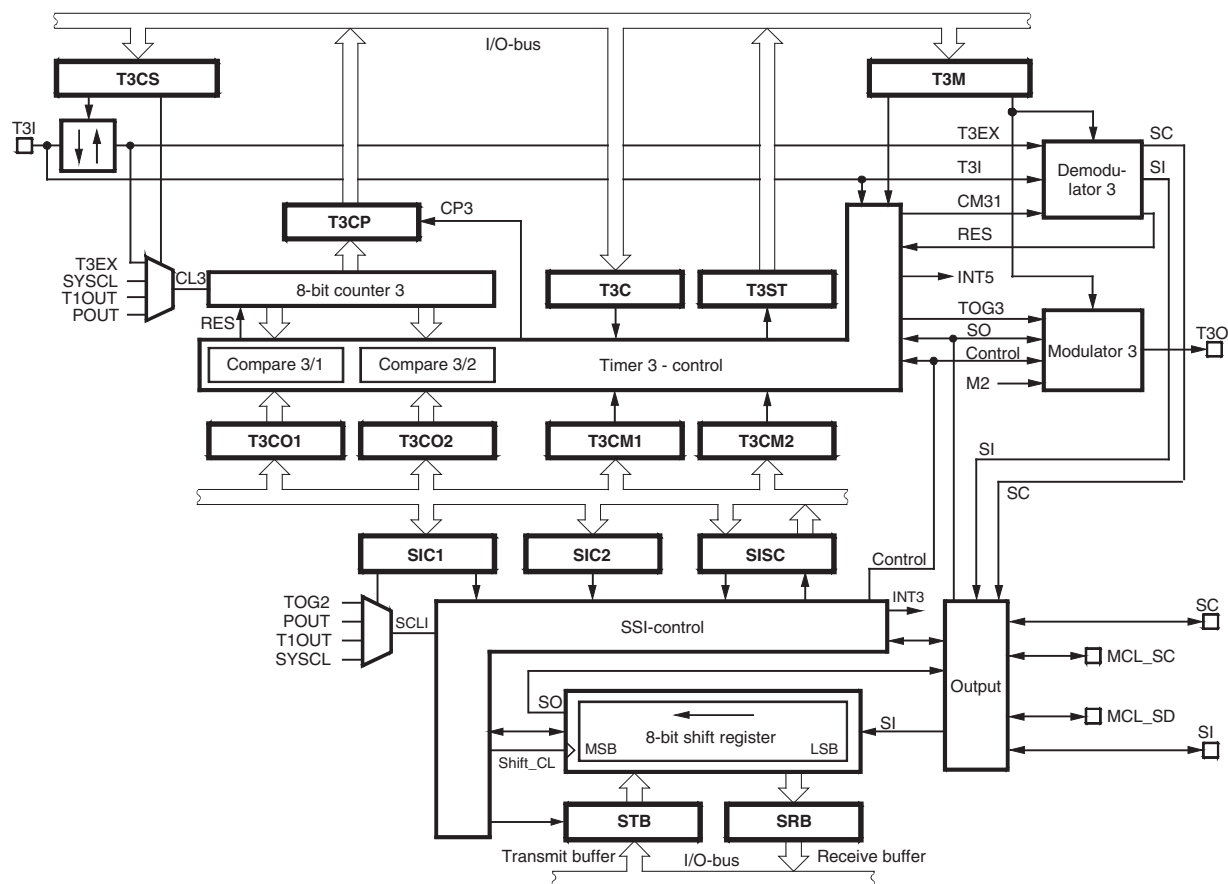 I/O-bus
T3CS
T3M
T3I
T3EX
SC
T3I
SI
Demodu-
lator 3
CP3
CM31
T3CP
RES
T3EX
SYSCL
T1OUT
POUT
CL3
8-bit counter 3
T3C
T3ST
INT5
RES
TOG3
SO
Control
M2
Modulator 3
T3O
Compare 3/1
Compare 3/2
Timer 3 - control
T3CO1
T3CO2
T3CM1
T3CM2
SI
SC
SIC1
SIC2
SISC
Control
TOG2
POUT
T1OUT
SYSCL
SCLI
SSI-control
INT3
SC
MCL_SC
Output
SO
8-bit shift register
MSB
LSB
SI
MCL_SD
SI
Shift_CL
STB
SRB
Transmit buffer
I/O-bus
Receive buffer